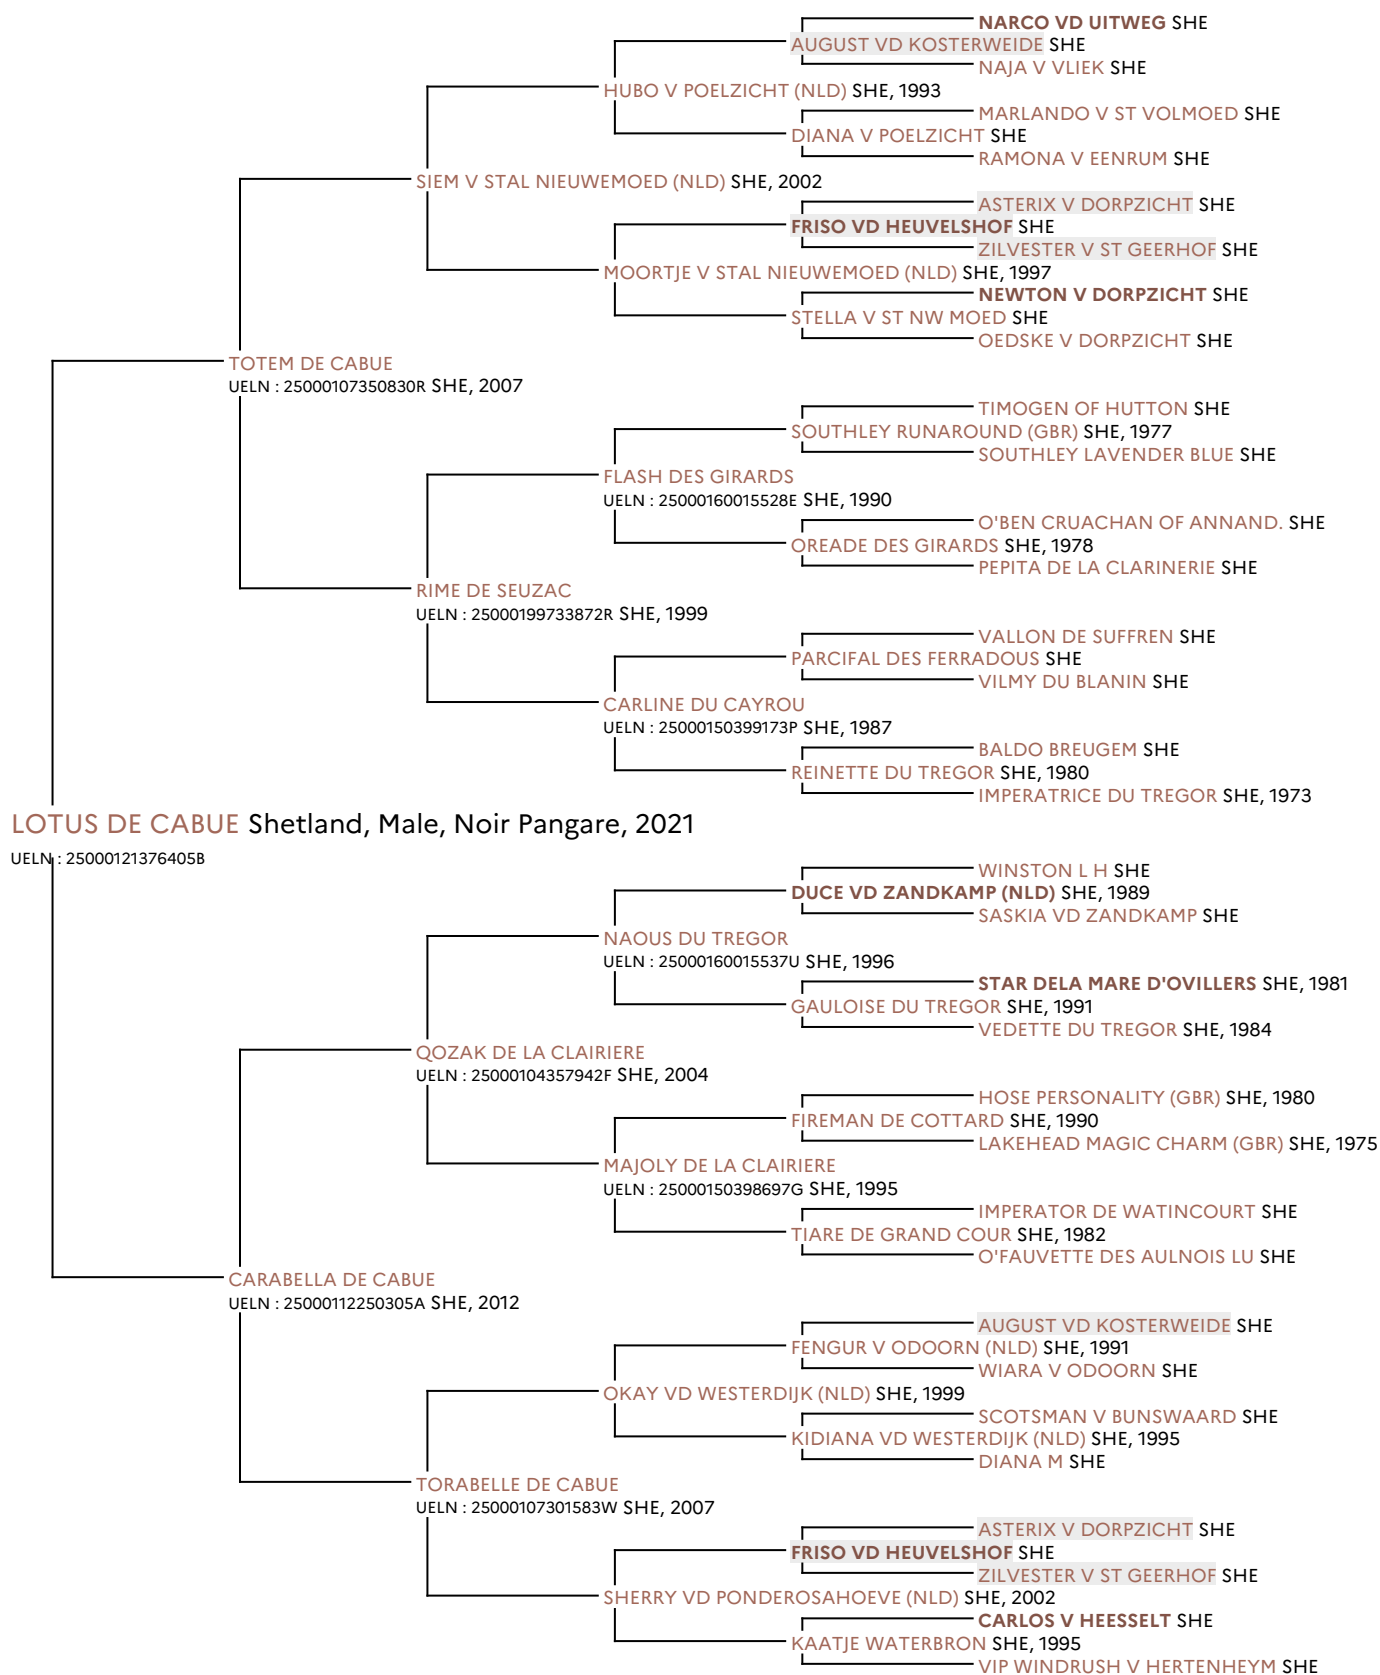 NARCO VD UITWEG SHE
AUGUST VD KOSTERWEIDE SHE
NAJA V VLIEK SHE
HUBO V POELZICHT (NLD) SHE, 1993
MARLANDO V ST VOLMOED SHE
DIANA V POELZICHT SHE
RAMONA V EENRUM SHE
SIEM V STAL NIEUWEMOED (NLD) SHE, 2002
ASTERIX V DORPZICHT SHE
FRISO VD HEUVELSHOF SHE
ZILVESTER V ST GEERHOF SHE
MOORTJE V STAL NIEUWEMOED (NLD) SHE, 1997
NEWTON V DORPZICHT SHE
STELLA V ST NW MOED SHE
OEDSKE V DORPZICHT SHE
TOTEM DE CABUE
UELN : 25000107350830R SHE, 2007
TIMOGEN OF HUTTON SHE
SOUTHLEY RUNAROUND (GBR) SHE, 1977
SOUTHLEY LAVENDER BLUE SHE
FLASH DES GIRARDS
UELN : 25000160015528E SHE, 1990
O'BEN CRUACHAN OF ANNAND. SHE
OREADE DES GIRARDS SHE, 1978
PEPITA DE LA CLARINERIE SHE
RIME DE SEUZAC
UELN : 25000199733872R SHE, 1999
VALLON DE SUFFREN SHE
PARCIFAL DES FERRADOUS SHE
VILMY DU BLANIN SHE
CARLINE DU CAYROU
UELN : 25000150399173P SHE, 1987
BALDO BREUGEM SHE
REINETTE DU TREGOR SHE, 1980
IMPERATRICE DU TREGOR SHE, 1973
LOTUS DE CABUE Shetland, Male, Noir Pangare, 2021
UELN : 25000121376405B
WINSTON L H SHE
DUCE VD ZANDKAMP (NLD) SHE, 1989
SASKIA VD ZANDKAMP SHE
NAOUS DU TREGOR
UELN : 25000160015537U SHE, 1996
STAR DELA MARE D'OVILLERS SHE, 1981
GAULOISE DU TREGOR SHE, 1991
VEDETTE DU TREGOR SHE, 1984
QOZAK DE LA CLAIRIERE
UELN : 25000104357942F SHE, 2004
HOSE PERSONALITY (GBR) SHE, 1980
FIREMAN DE COTTARD SHE, 1990
LAKEHEAD MAGIC CHARM (GBR) SHE, 1975
MAJOLY DE LA CLAIRIERE
UELN : 25000150398697G SHE, 1995
IMPERATOR DE WATINCOURT SHE
TIARE DE GRAND COUR SHE, 1982
O'FAUVETTE DES AULNOIS LU SHE
CARABELLA DE CABUE
UELN : 25000112250305A SHE, 2012
AUGUST VD KOSTERWEIDE SHE
FENGUR V ODOORN (NLD) SHE, 1991
WIARA V ODOORN SHE
OKAY VD WESTERDIJK (NLD) SHE, 1999
SCOTSMAN V BUNSWAARD SHE
KIDIANA VD WESTERDIJK (NLD) SHE, 1995
DIANA M SHE
TORABELLE DE CABUE
UELN : 25000107301583W SHE, 2007
ASTERIX V DORPZICHT SHE
FRISO VD HEUVELSHOF SHE
ZILVESTER V ST GEERHOF SHE
SHERRY VD PONDEROSAHOEVE (NLD) SHE, 2002
CARLOS V HEESSELT SHE
KAATJE WATERBRON SHE, 1995
VIP WINDRUSH V HERTENHEYM SHE